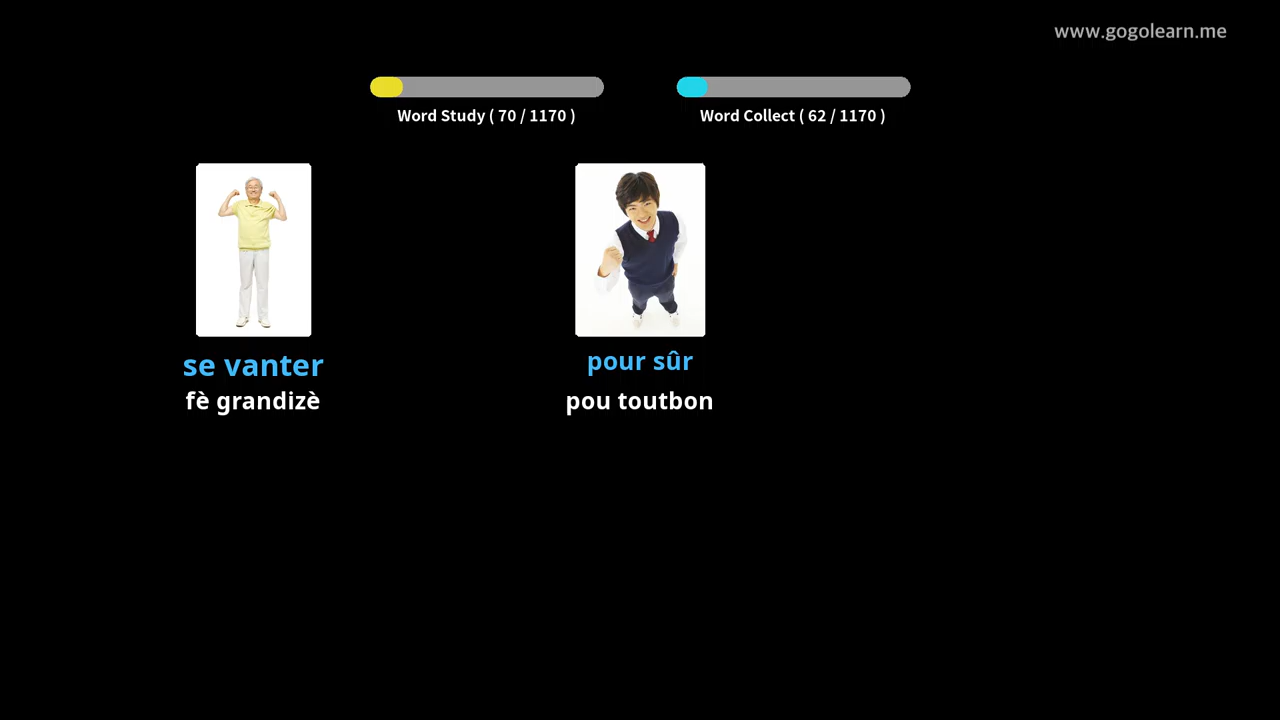 www.gogolearn.me
Word Study ( 70 / 1170 )
Word Collect ( 62 / 1170 )
se vanter
fè grandizè
pour sûr
pou toutbon